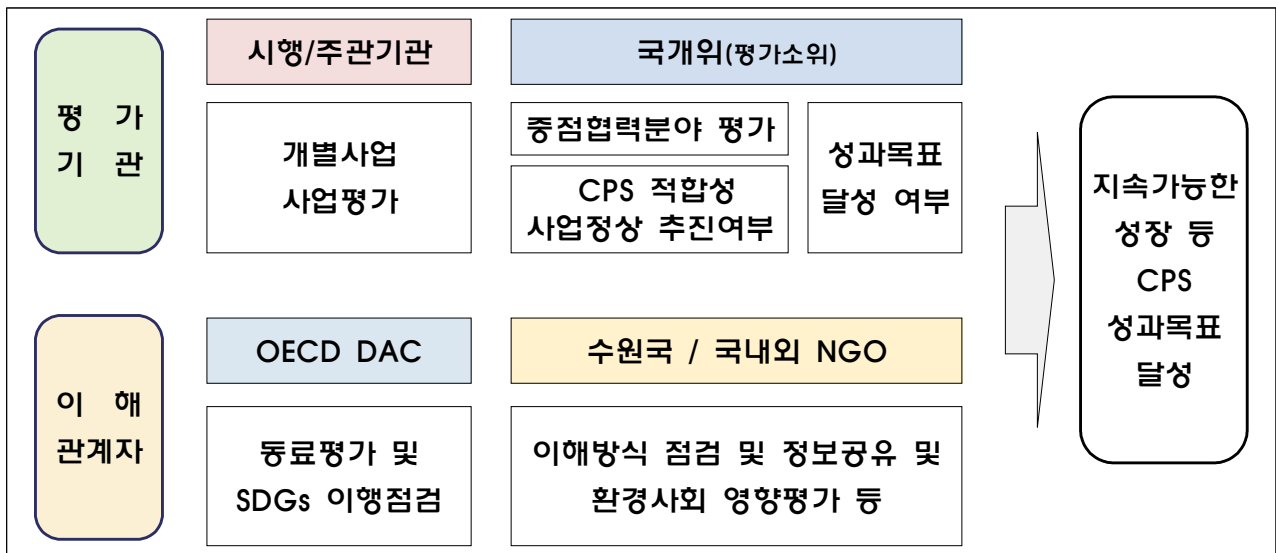 평 가
기 관
시행/주관기관
국개위(평가소위)
개별사업
사업평가
중점협력분야 평가
CPS 적합성
사업정상 추진여부
성과목표
달성 여부
이 해
관계자
OECD DAC
수원국 / 국내외 NGO
동료평가 및
SDGs 이행점검
이해방식 점검 및 정보공유 및
환경사회 영향평가 등
지속가능한
성장 등
CPS
성과목표
달성